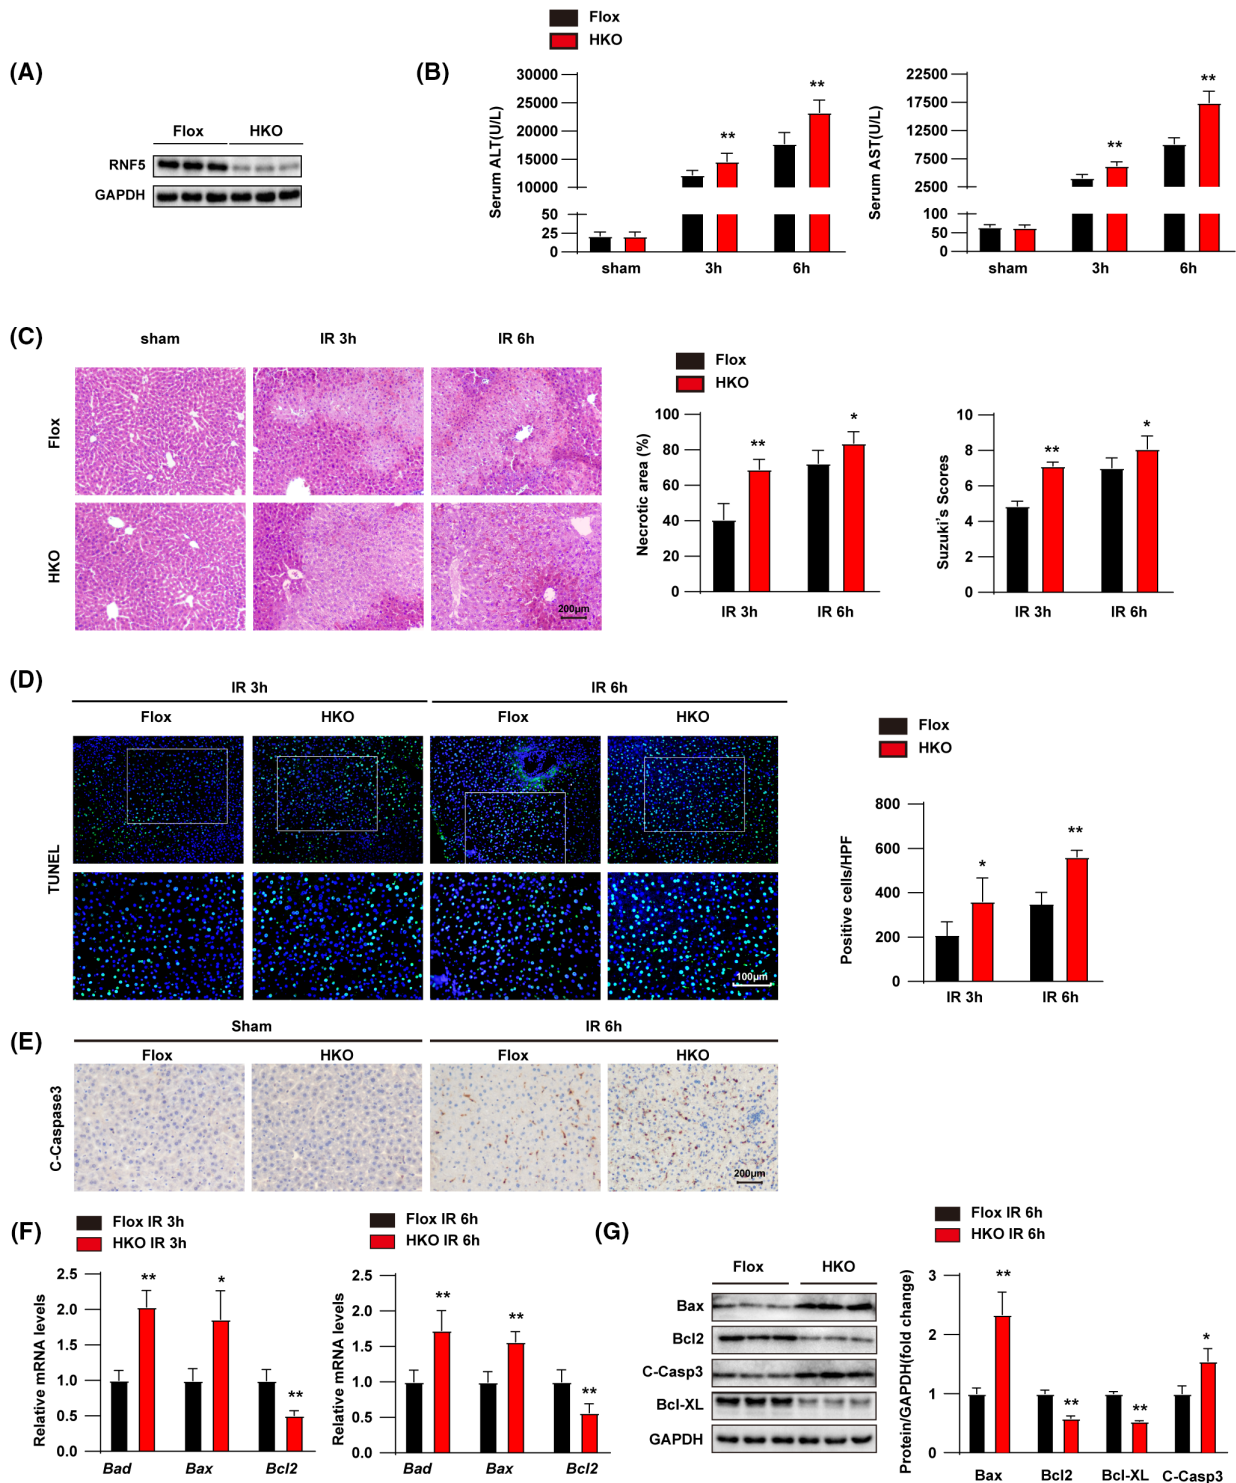 Flox
HKO
(A)
Flox HKO
RNF5
GAPDH
(B)
Serum ALT(U/L)
30000
25000
20000
15000
10000
50
25
0
** **
sham 3h 6h
Serum AST(U/L)
22500
17500
12500
7500
2500
100
50
0
** **
sham 3h 6h
(C)
sham IR 3h IR 6h
Flox
HKO
200μm
Flox
HKO
Necrotic area (%)
100
80
60
40
20
0
** *
IR 3h IR 6h
Suzuki's Scores
10
8
6
4
2
0
** *
IR 3h IR 6h
(D)
IR 3h IR 6h
Flox HKO Flox HKO
TUNEL
100μm
Flox
HKO
Positive cells/HPF
800
600
400
200
0
* **
IR 3h IR 6h
(E)
Sham IR 6h
Flox HKO Flox HKO
C-Caspase3
200μm
(F)
Flox IR 3h
HKO IR 3h
Relative mRNA levels
2.5
2.0
1.5
1.0
0.5
0.0
** * **
Bad Bax Bcl2
Flox IR 6h
HKO IR 6h
Relative mRNA levels
2.5
2.0
1.5
1.0
0.5
0.0
** ** **
Bad Bax Bcl2
(G)
Flox HKO
Bax
Bcl2
C-Casp3
Bcl-XL
GAPDH
Flox IR 6h
HKO IR 6h
Protein/GAPDH(fold change)
3
2
1
0
** ** ** *
Bax Bcl2 Bcl-XL C-Casp3